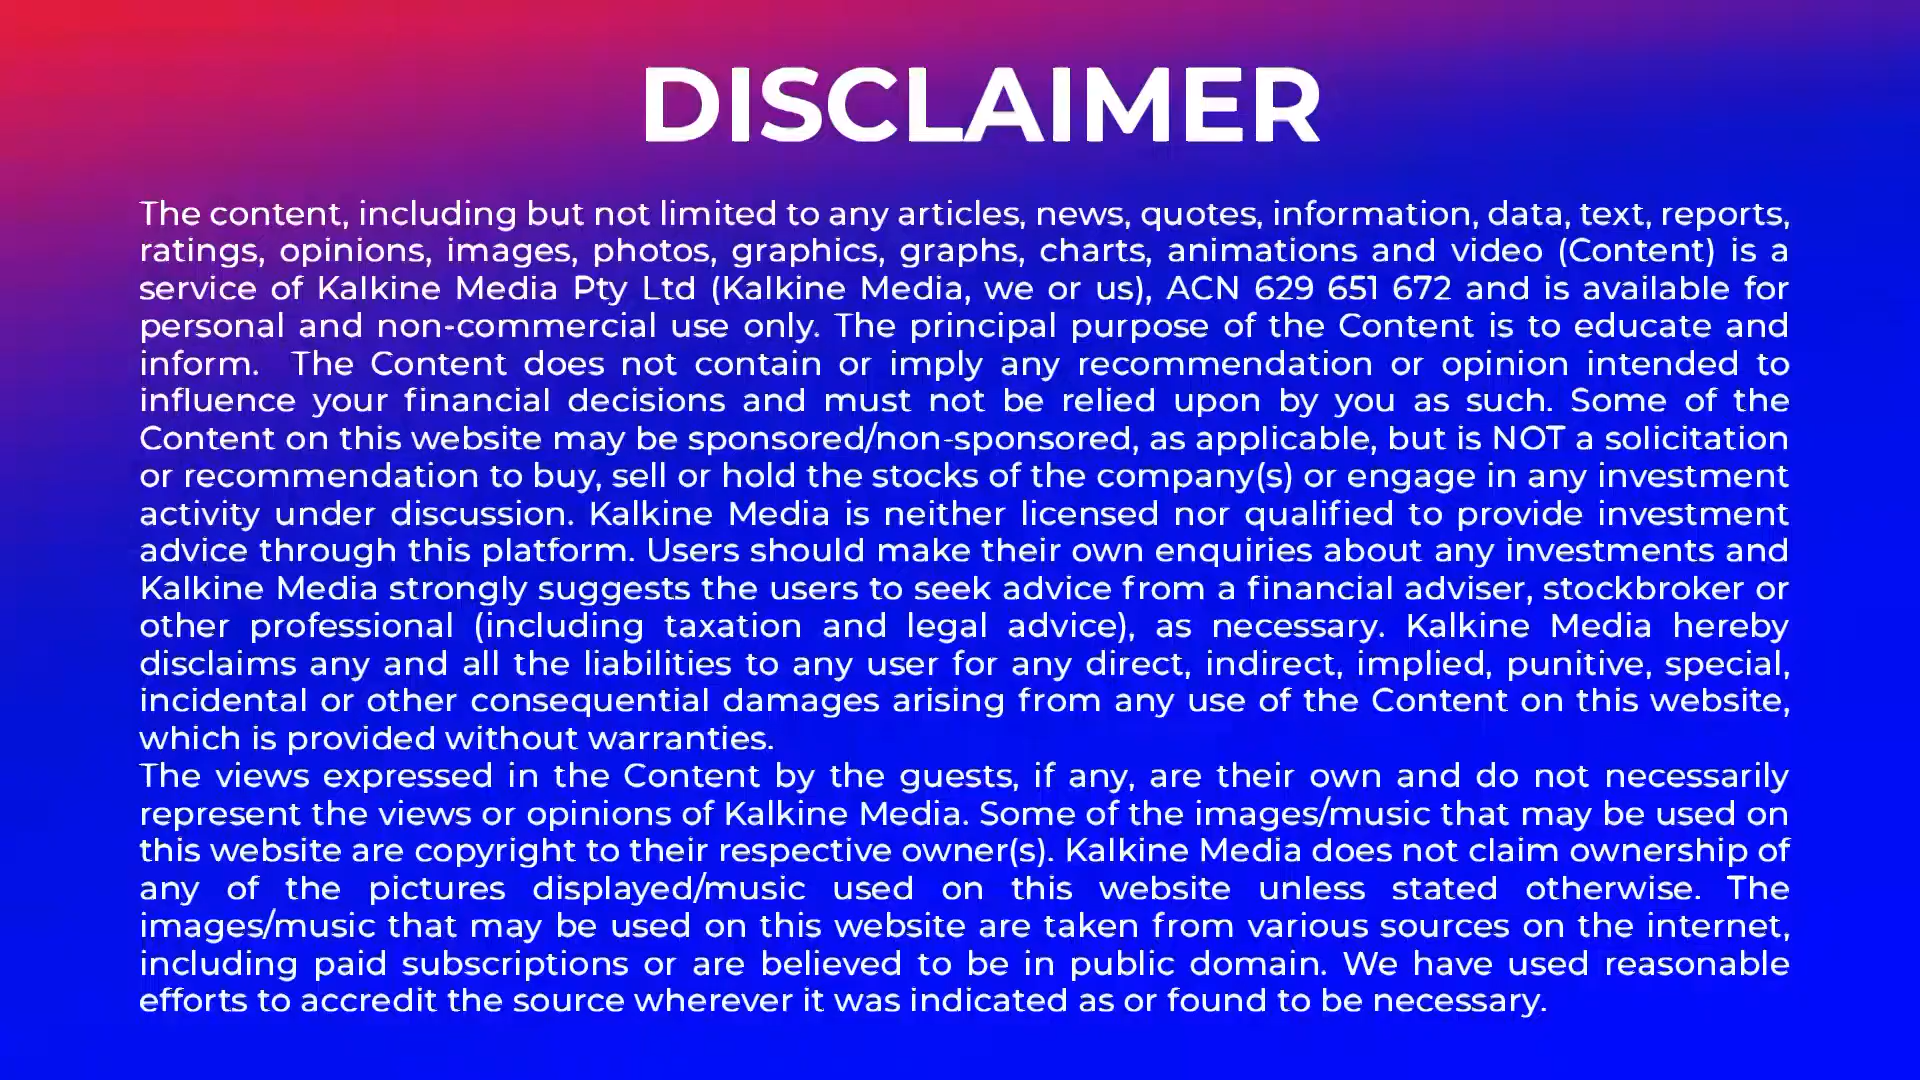 DISCLAIMER
The content, including but not limited to any articles, news, quotes, information, data, text, reports,
ratings, opinions, images, photos, graphics, graphs, charts, animations and video (Content) is a
service of Kalkine Media Pty Ltd (Kalkine Media, we or us), ACN 629 651 672 and is available for
personal and non-commercial use only. The principal purpose of the Content is to educate and
inform.  The Content does not contain or imply any recommendation or opinion intended to
influence your financial decisions and must not be relied upon by you as such. Some of the
Content on this website may be sponsored/non-sponsored, as applicable, but is NOT a solicitation
or recommendation to buy, sell or hold the stocks of the company(s) or engage in any investment
activity under discussion. Kalkine Media is neither licensed nor qualified to provide investment
advice through this platform. Users should make their own enquiries about any investments and
Kalkine Media strongly suggests the users to seek advice from a financial adviser, stockbroker or
other professional (including taxation and legal advice), as necessary. Kalkine Media hereby
disclaims any and all the liabilities to any user for any direct, indirect, implied, punitive, special,
incidental or other consequential damages arising from any use of the Content on this website,
which is provided without warranties.
The views expressed in the Content by the guests, if any, are their own and do not necessarily
represent the views or opinions of Kalkine Media. Some of the images/music that may be used on
this website are copyright to their respective owner(s). Kalkine Media does not claim ownership of
any of the pictures displayed/music used on this website unless stated otherwise. The
images/music that may be used on this website are taken from various sources on the internet,
including paid subscriptions or are believed to be in public domain. We have used reasonable
efforts to accredit the source wherever it was indicated as or found to be necessary.